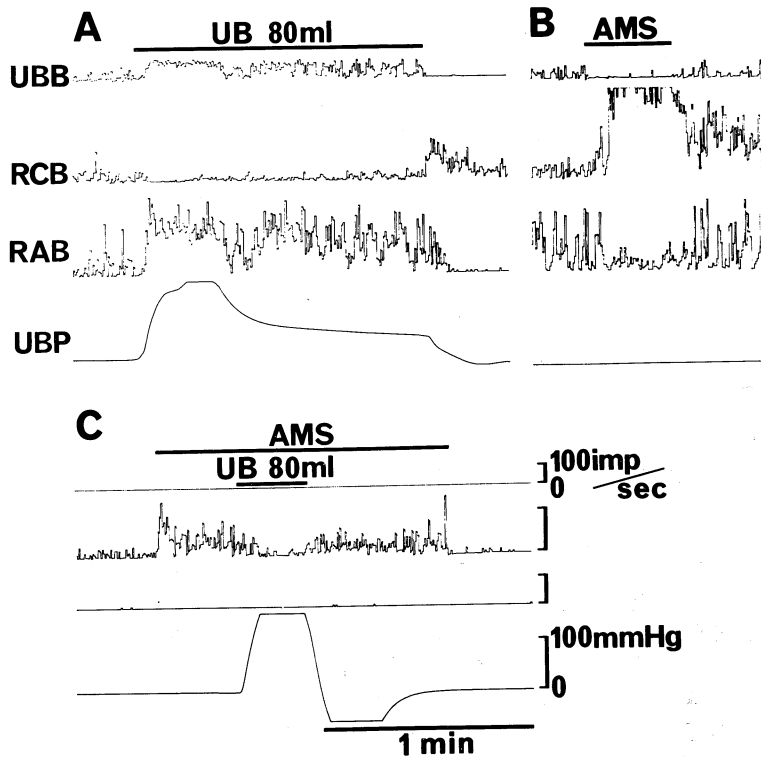 A
UB 80ml
B
AMS
UBB
RCB
RAB
UBP
C
AMS
UB 80ml
100imp
0
sec
100mmHg
0
1 min